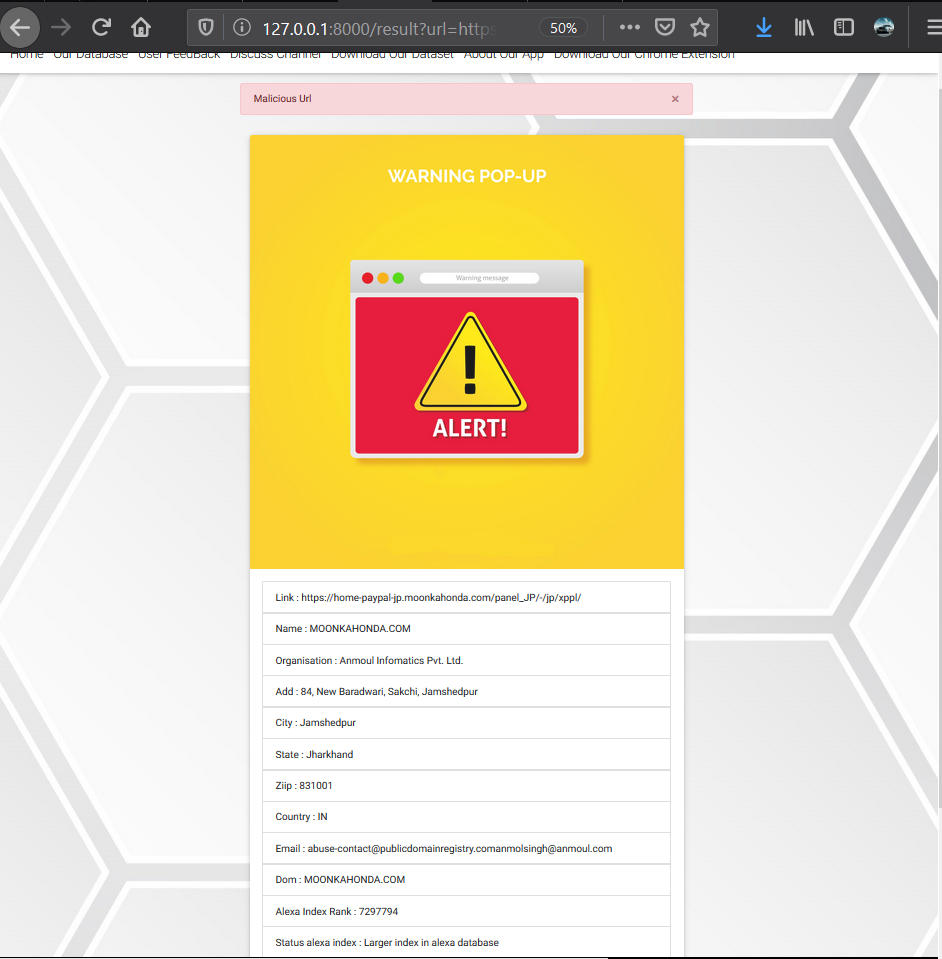 127.0.0.1:8000/result?url=https
50%
Home Our Database User FeedBack Discuss Channel Download Our Dataset About Our App Download Our Chrome Extension
Malicious Url ×
WARNING POP-UP
Warning message
!
ALERT!
Link : https://home-paypal-jp.moonkahonda.com/panel_JP/-/jp/xppl/
Name : MOONKAHONDA.COM
Organisation : Anmoul Infomatics Pvt. Ltd.
Add : 84, New Baradwari, Sakchi, Jamshedpur
City : Jamshedpur
State : Jharkhand
Ziip : 831001
Country : IN
Email : abuse-contact@publicdomainregistry.comanmolsingh@anmoul.com
Dom : MOONKAHONDA.COM
Alexa Index Rank : 7297794
Status alexa index : Larger index in alexa database